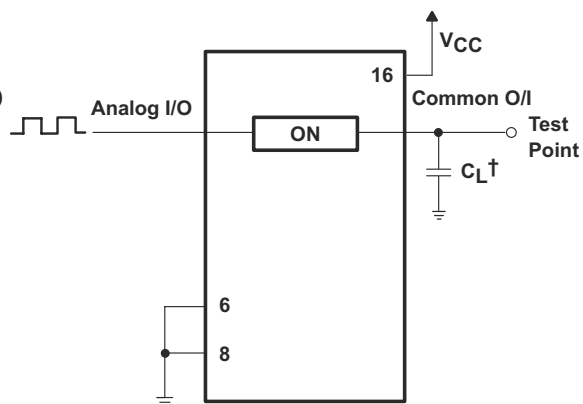 VCC
16
Common O/I
)
Analog I/O
ON
Test
Point
CL†
6
8